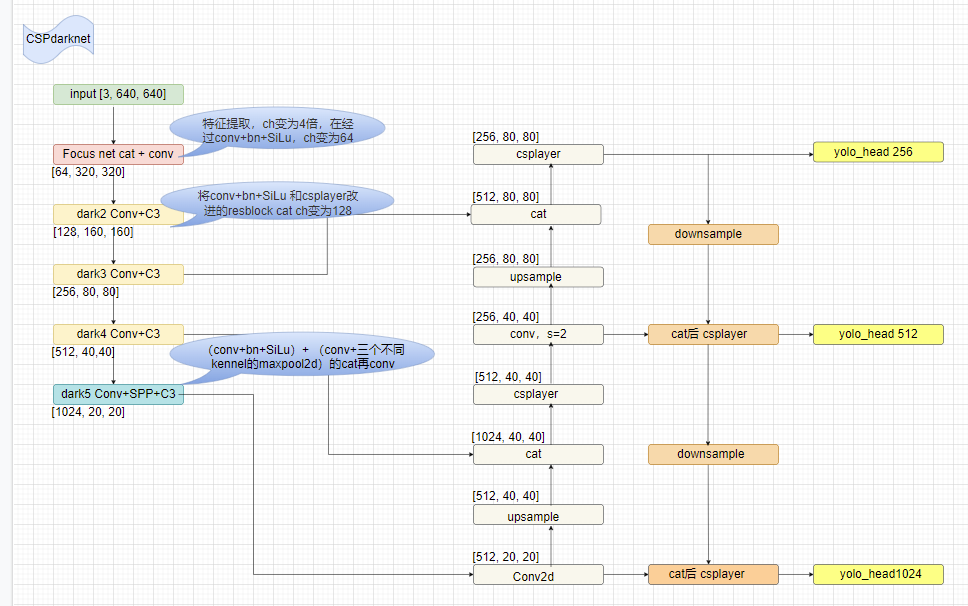 CSPdarknet
input [3, 640, 640]
特征提取，ch变为4倍，在经
过conv+bn+SiLu，ch变为64
Focus net cat + conv
[64, 320, 320]
将conv+bn+SiLu 和csplayer改
进的resblock cat ch变为128
dark2 Conv+C3
[128, 160, 160]
dark3 Conv+C3
[256, 80, 80]
dark4 Conv+C3
[512, 40,40]
（conv+bn+SiLu）+ （conv+三个不同
kennel的maxpool2d）的cat再conv
dark5 Conv+SPP+C3
[1024, 20, 20]
[256, 80, 80]
csplayer
[512, 80, 80]
cat
[256, 80, 80]
upsample
[256, 40, 40]
conv，s=2
[512, 40, 40]
csplayer
[1024, 40, 40]
cat
[512, 40, 40]
upsample
[512, 20, 20]
Conv2d
yolo_head 256
downsample
cat后 csplayer
yolo_head 512
downsample
cat后 csplayer
yolo_head1024